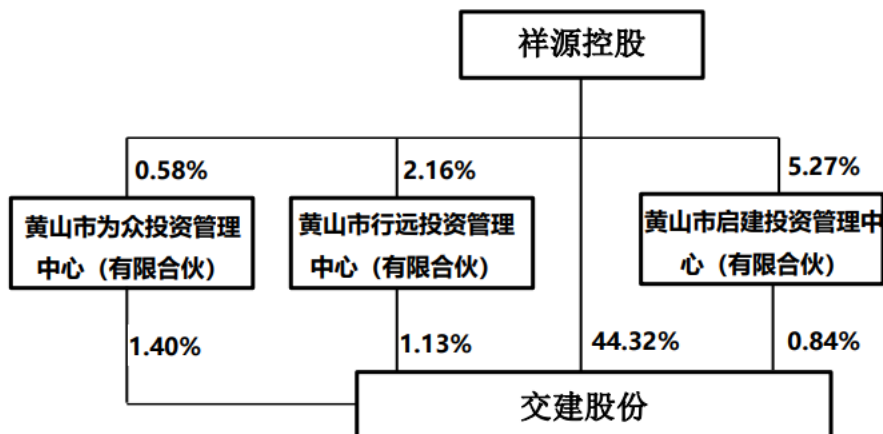 祥源控股
0.58%
2.16%
5.27%
黄山市为众投资管理
中心（有限合伙）
黄山市行远投资管理
中心（有限合伙）
黄山市启建投资管理中
心（有限合伙）
1.40%
1.13%
44.32%
0.84%
交建股份